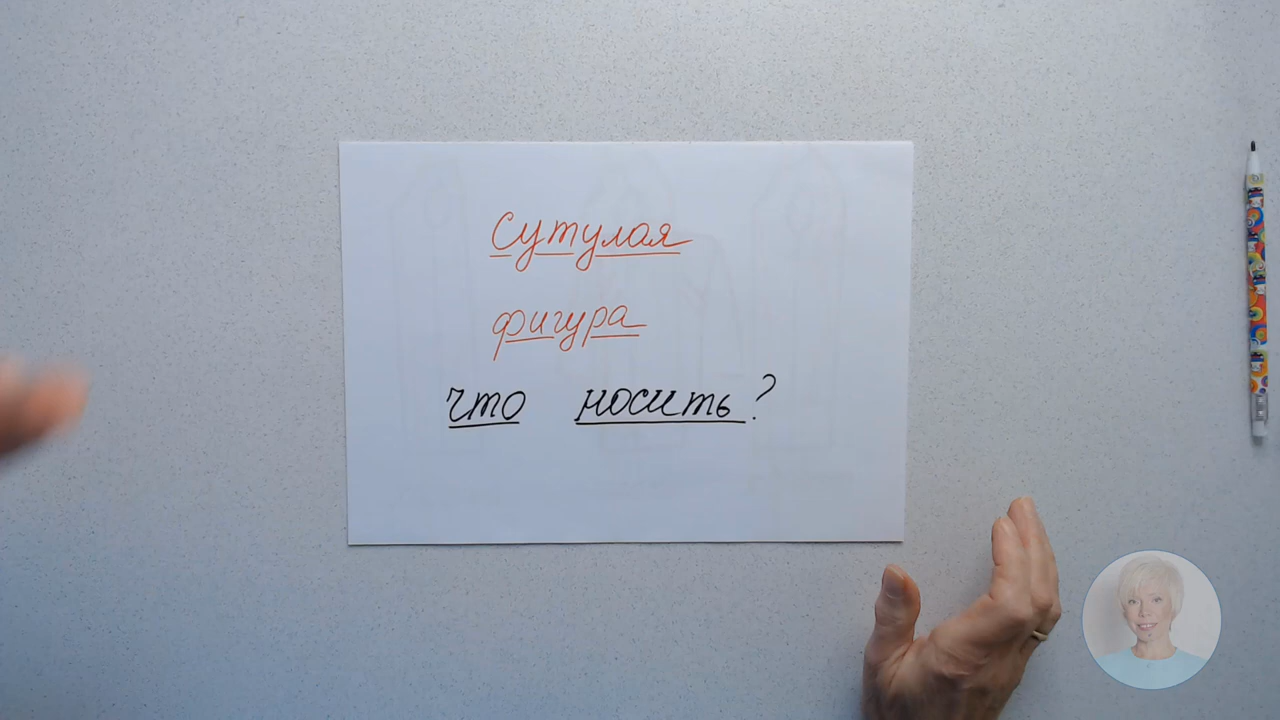 Сутулая
фигура
что носить?